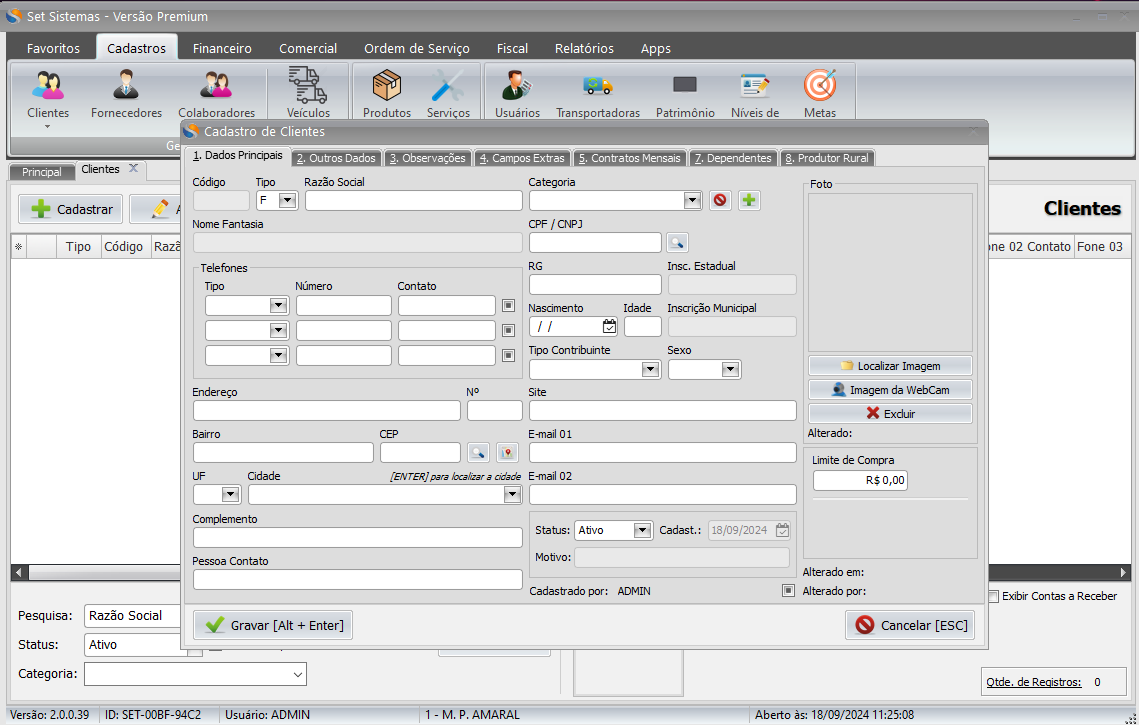 Set Sistemas - Versão Premium
Favoritos Cadastros Financeiro Comercial Ordem de Serviço Fiscal Relatórios Apps
Clientes Fornecedores Colaboradores Veículos Produtos Serviços Usuários Transportadoras Patrimônio Níveis de Metas
Ge
Cadastro de Clientes
Principal Clientes X
1. Dados Principais 2. Outros Dados 3. Observações 4. Campos Extras 5. Contratos Mensais 7. Dependentes 8. Produtor Rural
Cadastrar A
Clientes
Tipo Código Razã
one 02 Contato Fone 03
Código Tipo Razão Social Categoria Foto
F
Nome Fantasia CPF / CNPJ
Telefones RG Insc. Estadual
Tipo Número Contato
Nascimento Idade Inscrição Municipal
/ /
Tipo Contribuinte Sexo
Localizar Imagem
Imagem da WebCam
Excluir
Alterado:
Endereço Nº Site
Bairro CEP E-mail 01
UF Cidade [ENTER] para localizar a cidade E-mail 02
Limite de Compra
R$ 0,00
Complemento
Status: Ativo Cadast.: 18/09/2024
Motivo:
Pessoa Contato
Cadastrado por: ADMIN
Alterado em:
Alterado por:
Gravar [Alt + Enter] Cancelar [ESC]
Exibir Contas a Receber
Pesquisa: Razão Social
Status: Ativo
Categoria:
Qtde. de Registros: 0
Versão: 2.0.0.39 ID: SET-00BF-94C2 Usuário: ADMIN 1 - M. P. AMARAL Aberto às: 18/09/2024 11:25:08